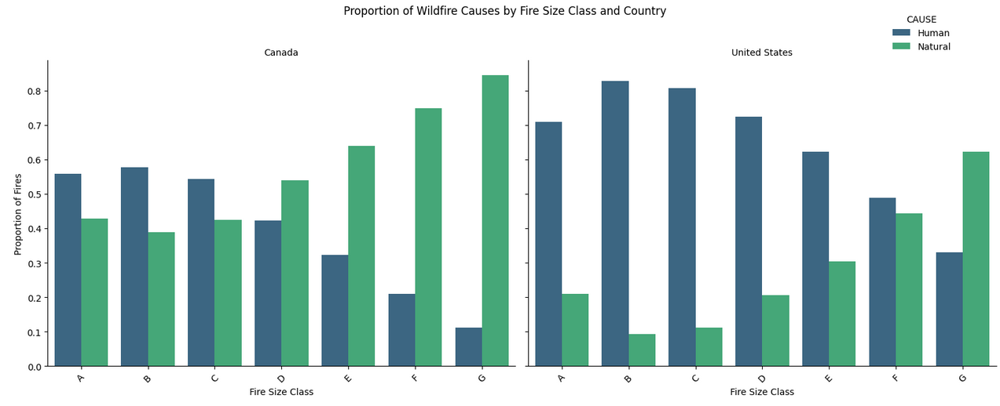 Proportion of Wildfire Causes by Fire Size Class and Country
CAUSE
Human
Natural
Canada
United States
Proportion of Fires
0.8
0.7
0.6
0.5
0.4
0.3
0.2
0.1
0.0
A B C D E F G
Fire Size Class
A B C D E F G
Fire Size Class